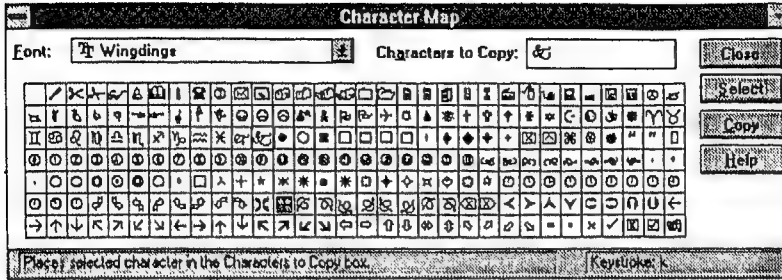 Character Map
Font: Wingdings Characters to Copy: Close
Select
Copy
Help
Places selected character in the Characters to Copy box. Keystroke: k